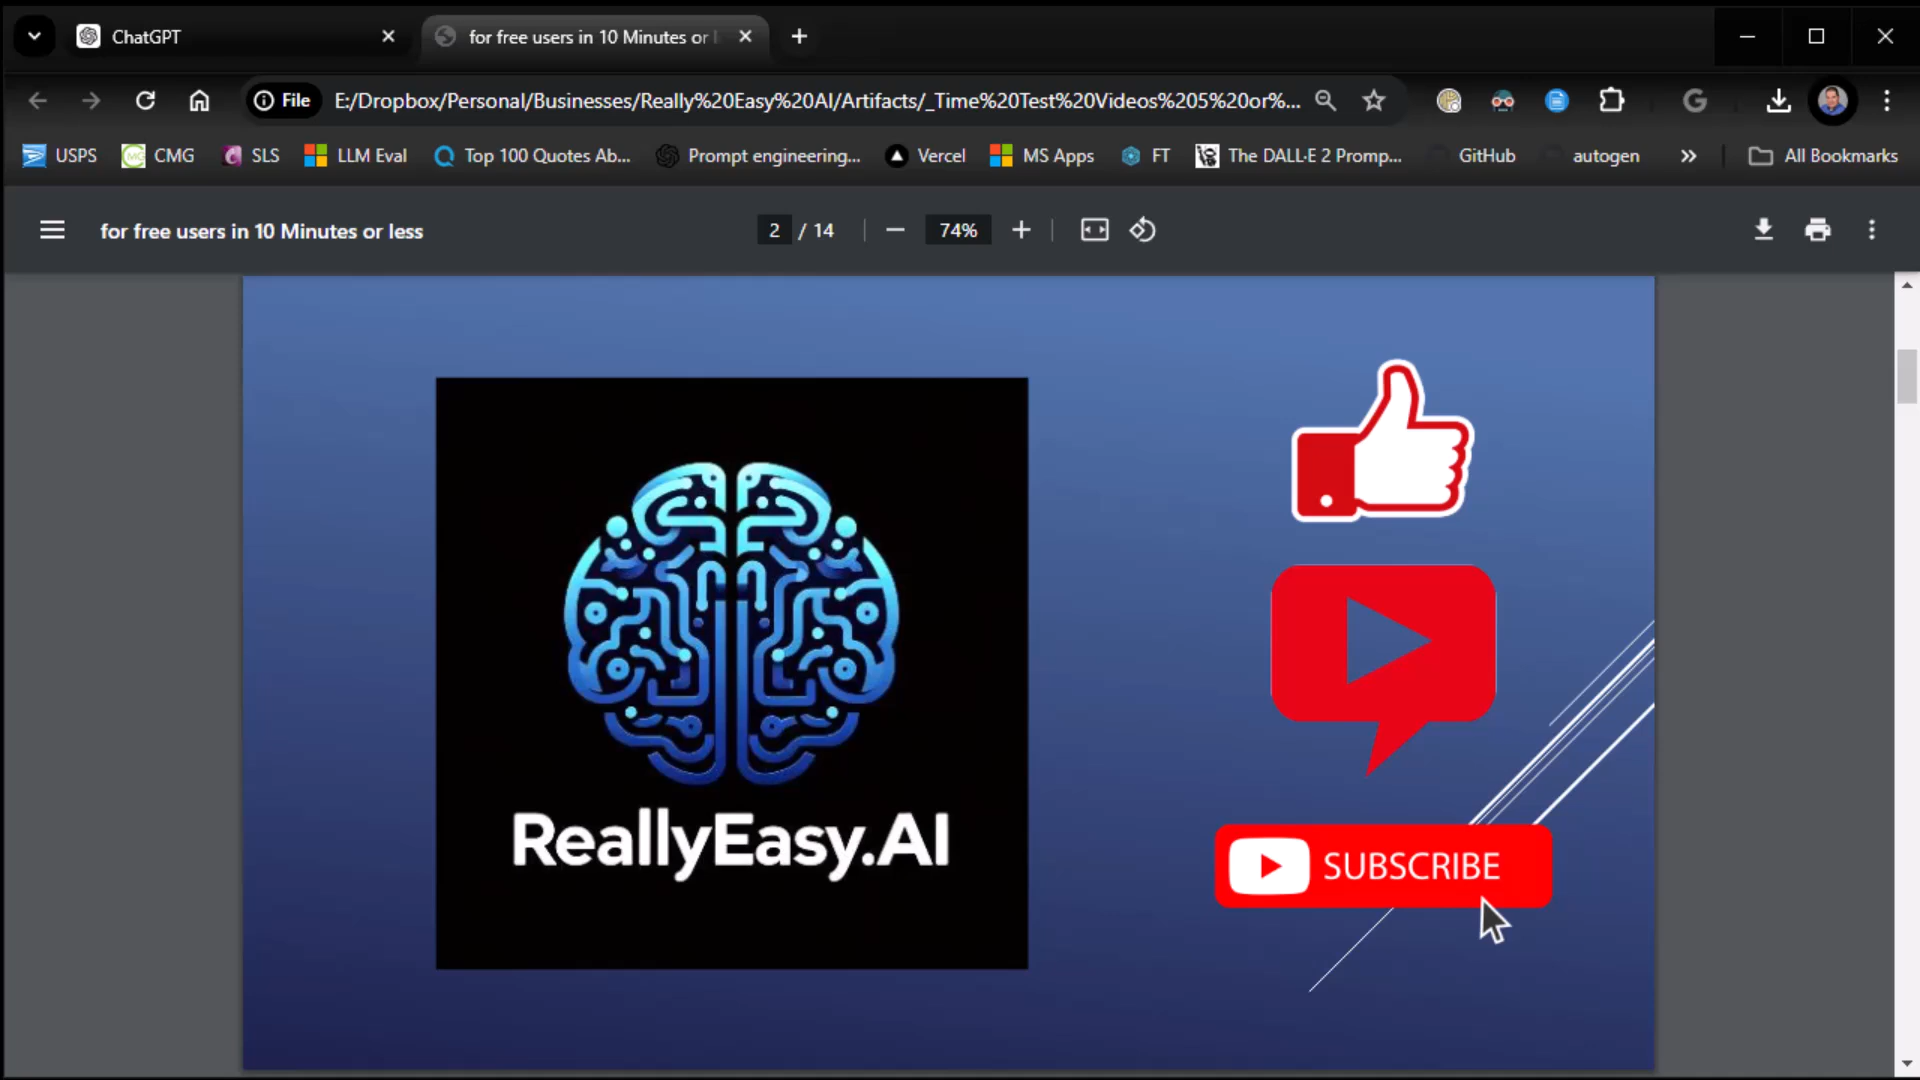 ChatGPT
for free users in 10 Minutes or
File
E:/Dropbox/Personal/Businesses/Really%20Easy%20AI/Artifacts/_Time%20Test%20Videos%205%20or%...
USPS
CMG
SLS
LLM Eval
Top 100 Quotes Ab...
Prompt engineering...
Vercel
MS Apps
FT
The DALL·E 2 Promp...
GitHub
autogen
All Bookmarks
for free users in 10 Minutes or less
2 / 14
74%
ReallyEasy.AI
SUBSCRIBE